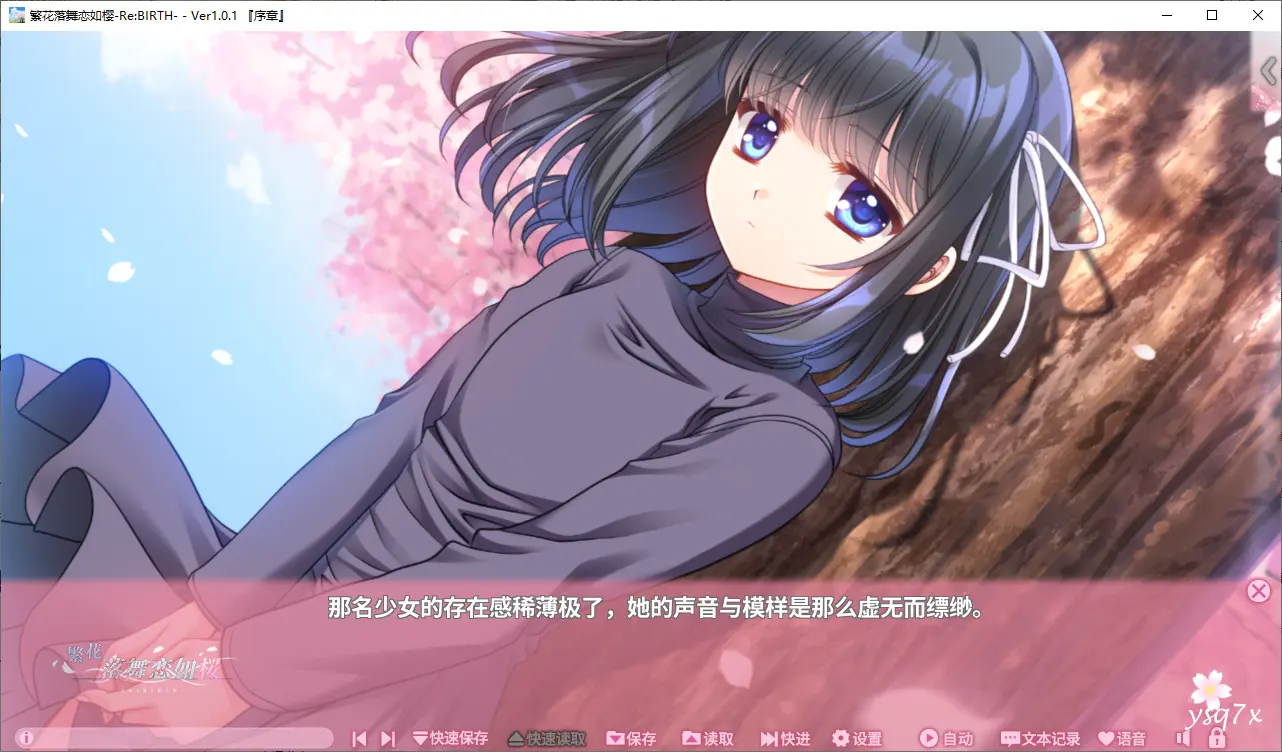 繁花落舞恋如樱-Re:BIRTH- - Ver1.0.1 『序章』
那名少女的存在感稀薄极了，她的声音与模样是那么虚无而缥缈。
繁花
落舞恋如桜
ysq7x
快速保存 快速读取 保存 读取 快进 设置 自动 文本记录 语音